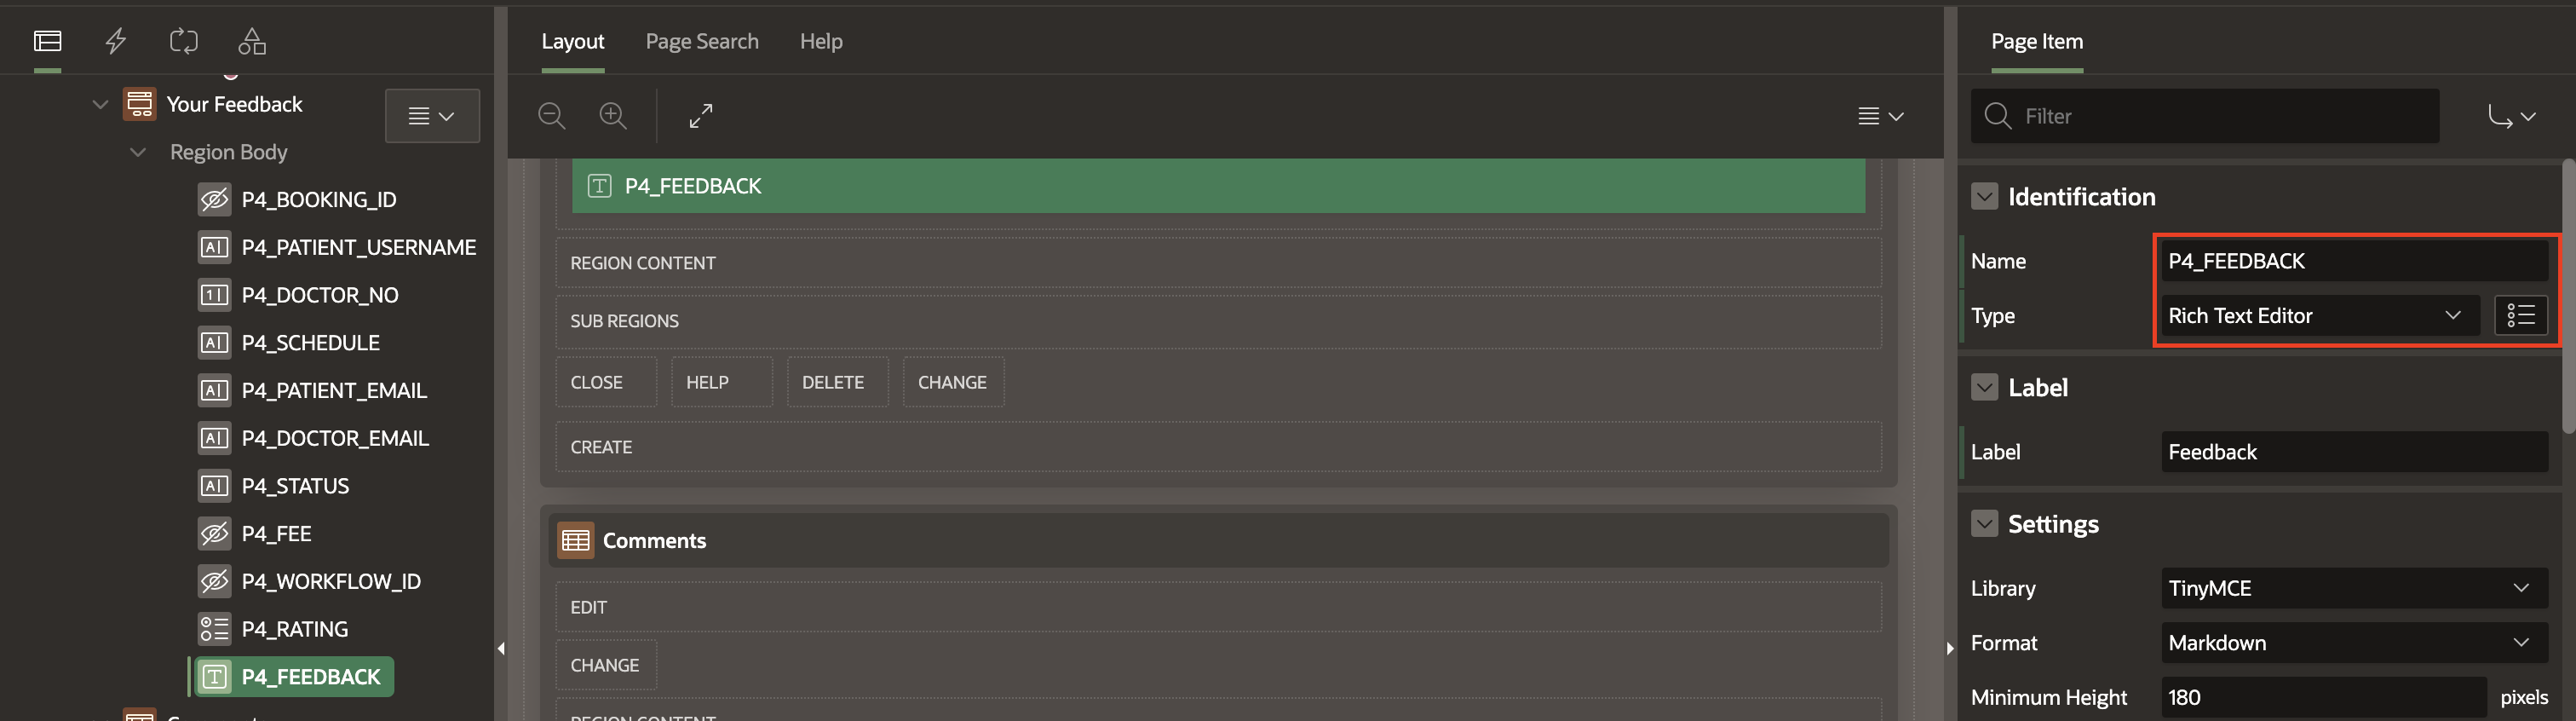 Layout
Page Search
Help
Page Item
Your Feedback
Region Body
P4_BOOKING_ID
P4_PATIENT_USERNAME
P4_DOCTOR_NO
P4_SCHEDULE
P4_PATIENT_EMAIL
P4_DOCTOR_EMAIL
P4_STATUS
P4_FEE
P4_WORKFLOW_ID
P4_RATING
P4_FEEDBACK
P4_FEEDBACK
REGION CONTENT
SUB REGIONS
CLOSE HELP DELETE CHANGE
CREATE
Comments
EDIT
CHANGE
REGION CONTENT
Filter
Identification
Name P4_FEEDBACK
Type Rich Text Editor
Label
Label Feedback
Settings
Library TinyMCE
Format Markdown
Minimum Height 180 pixels